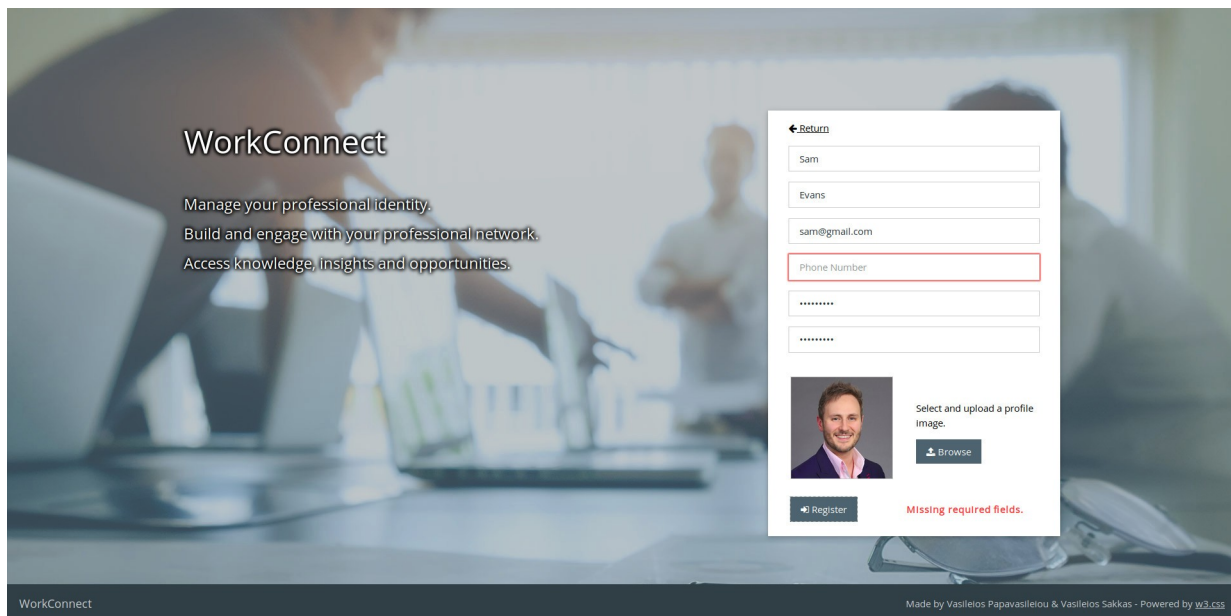 WorkConnect
Manage your professional identity.
Build and engage with your professional network.
Access knowledge, insights and opportunities.
Return
Sam
Evans
sam@gmail.com
Phone Number
•••••••••
•••••••••
Select and upload a profile
image.
Browse
Register
Missing required fields.
WorkConnect
Made by Vasileios Papavasileiou & Vasileios Sakkas - Powered by w3.css